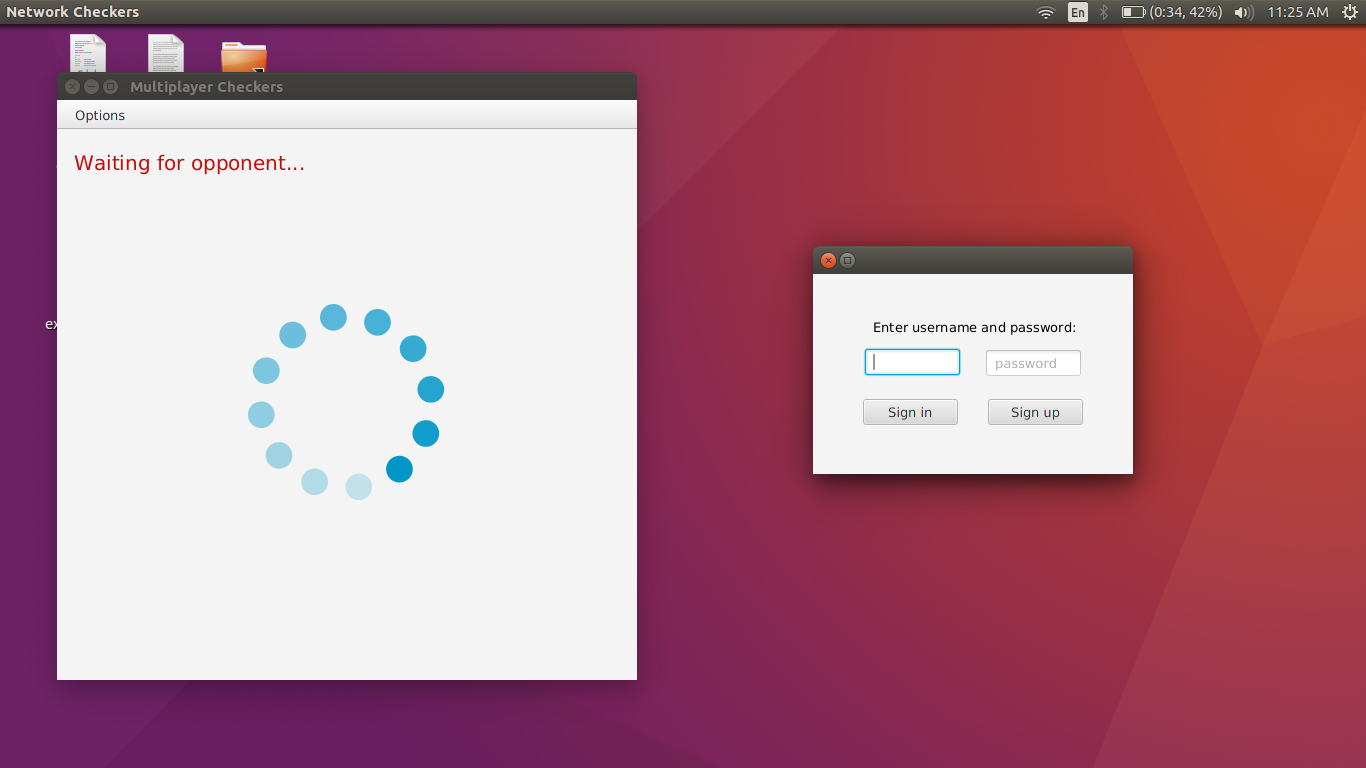 Network Checkers
En
(0:34, 42%)
11:25 AM
Multiplayer Checkers
Options
Waiting for opponent...
ex
Enter username and password:
password
Sign in
Sign up